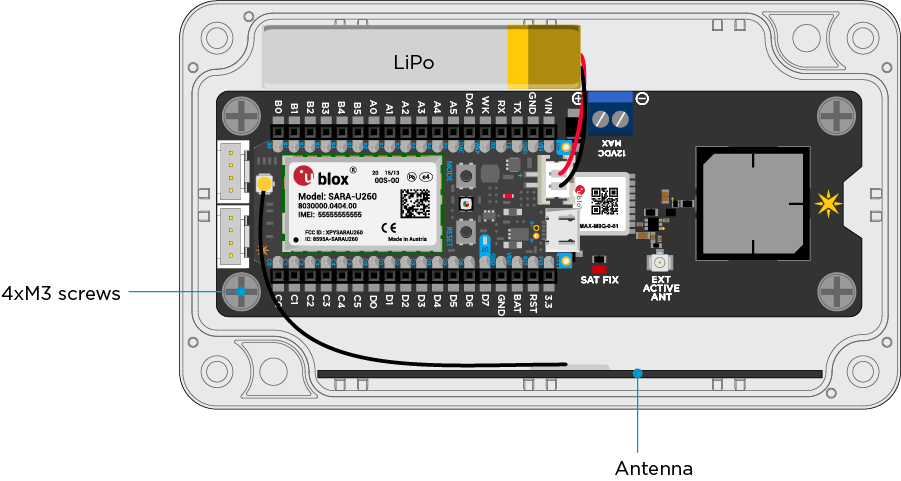 LiPo
B0
B1
B2
B3
B4
B5
A0
A1
A2
A3
A4
A5
DAC
WK
RX
TX
GND
VIN
12VDC
MAX
u blox®
20 15/13
00S-00
e4
Model: SARA-U260
8030000.0404.00
IMEI: 55555555555
FCC ID : XPYSARAU260
IC: 8595A-SARAU260
CE
Made in Austria
MODE
RESET
u blox
MAX-M8Q-0-01
SAT FIX
EXT
ACTIVE
ANT
4xM3 screws
C0
C1
C2
C3
C4
C5
D0
D1
D2
D3
D4
D5
D6
D7
GND
BAT
RST
3.3
Antenna